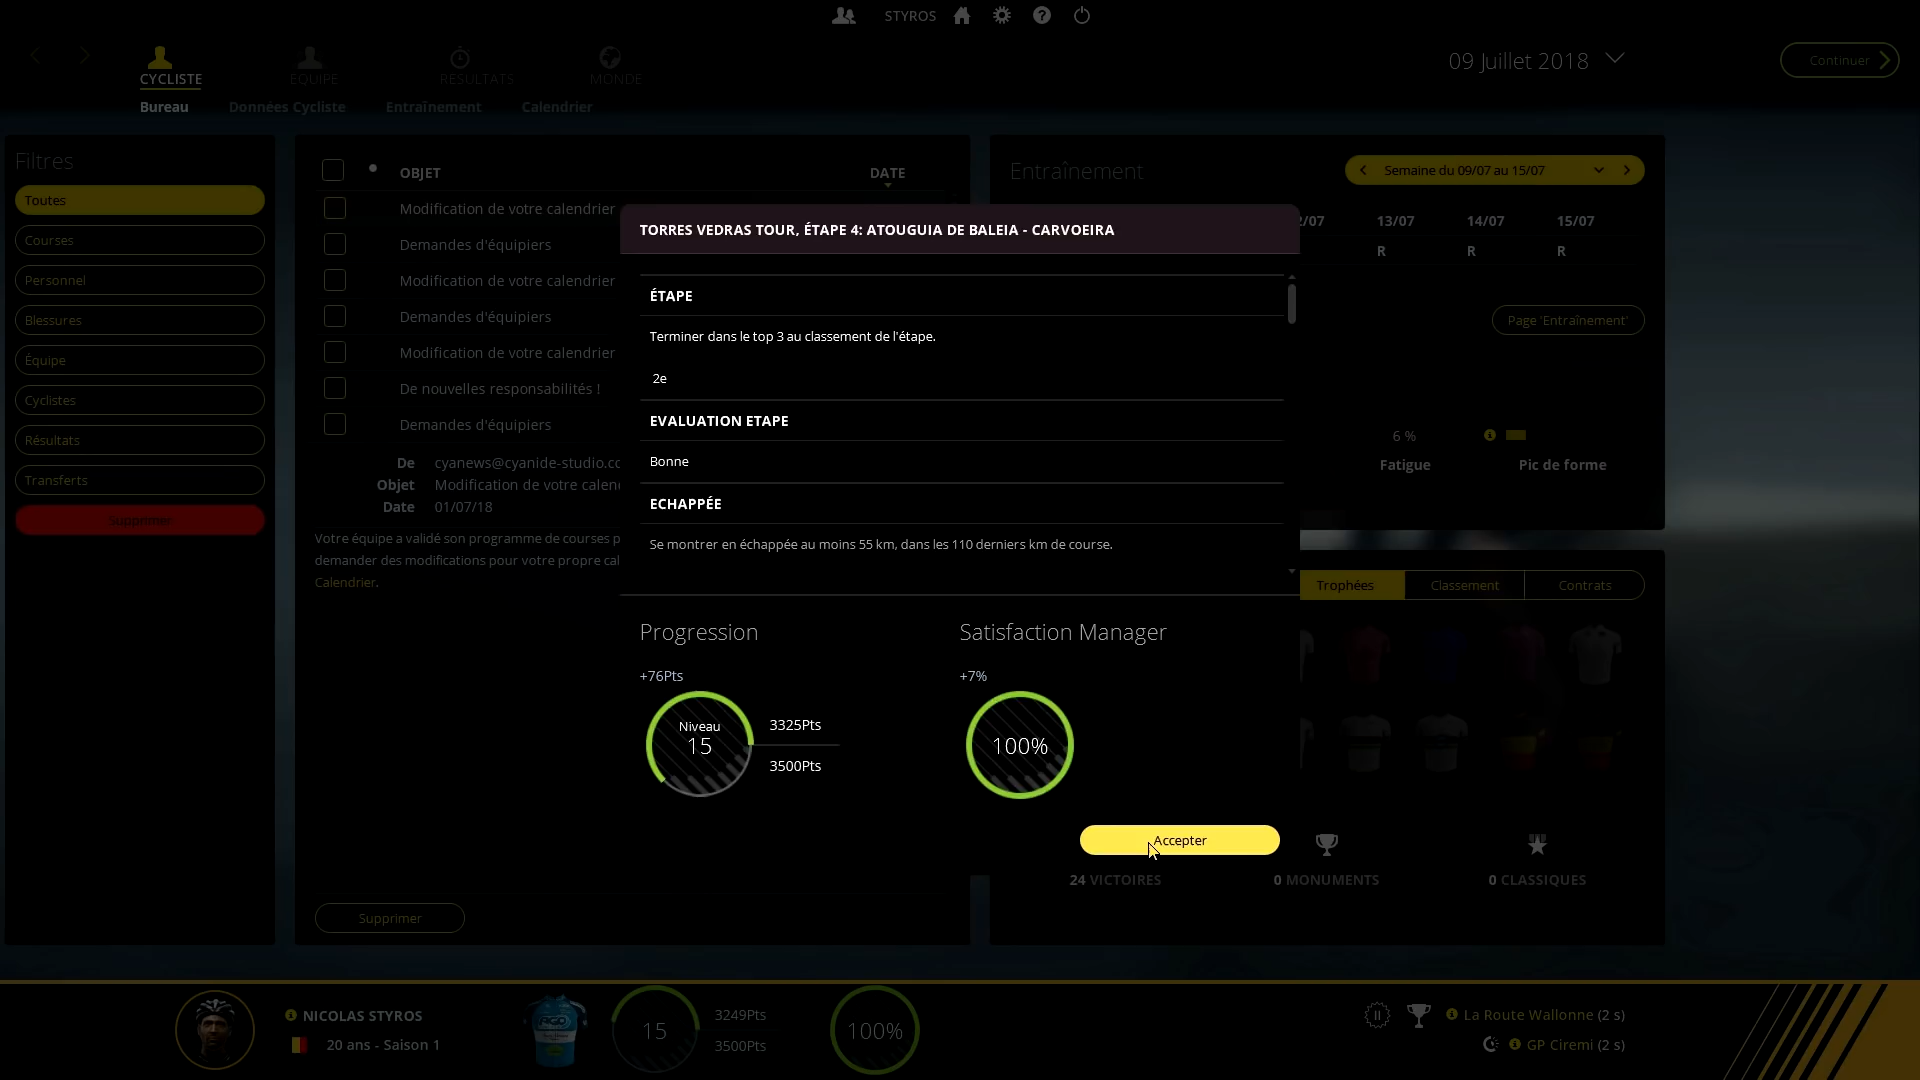 STYROS
CYCLISTE
EQUIPE
RESULTATS
MONDE
09 Juillet 2018
Continuer
Bureau
Données Cycliste
Entraînement
Calendrier
Filtres
Toutes
Courses
Personnel
Blessures
Équipe
Cyclistes
Résultats
Transferts
Supprimer
OBJET
DATE
Modification de votre calendrier
Demandes d'équipiers
Modification de votre calendrier
Demandes d'équipiers
Modification de votre calendrier
De nouvelles responsabilités !
Demandes d'équipiers
De cyanews@cyanide-studio.co
Objet Modification de votre calen
Date 01/07/18
Votre équipe a validé son programme de courses p
demander des modifications pour votre propre cal
Calendrier.
Supprimer
Entraînement
Semaine du 09/07 au 15/07
2/07 13/07 14/07 15/07
R R R
Page 'Entraînement'
6 %
Fatigue
Pic de forme
TORRES VEDRAS TOUR, ÉTAPE 4: ATOUGUIA DE BALEIA - CARVOEIRA
ÉTAPE
Terminer dans le top 3 au classement de l'étape.
2e
EVALUATION ETAPE
Bonne
ECHAPPÉE
Se montrer en échappée au moins 55 km, dans les 110 derniers km de course.
Progression
+76Pts
Niveau
15
3325Pts
3500Pts
Satisfaction Manager
+7%
100%
Accepter
Trophées
Classement
Contrats
24 VICTOIRES
0 MONUMENTS
0 CLASSIQUES
NICOLAS STYROS
20 ans - Saison 1
15
3249Pts
3500Pts
100%
La Route Wallonne (2 s)
GP Ciremi (2 s)